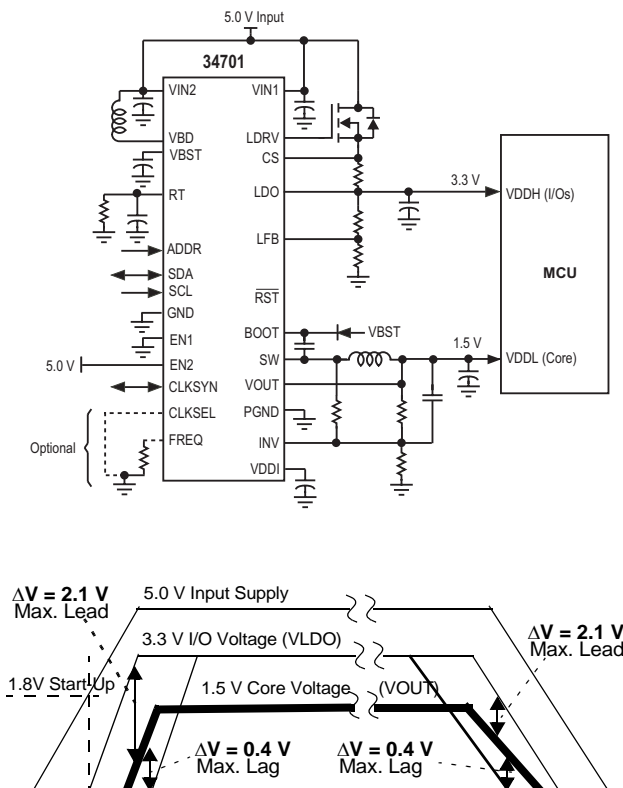 5.0 V Input
34701
VIN2
VIN1
VBD
LDRV
VBST
CS
RT
LDO
3.3 V
VDDH (I/Os)
LFB
ADDR
MCU
SDA
SCL
RST
GND
BOOT
VBST
EN1
1.5 V
5.0 V
EN2
SW
VDDL (Core)
CLKSYN
VOUT
CLKSEL
PGND
Optional
FREQ
INV
VDDI
ΔV = 2.1 V
Max. Lead
5.0 V Input Supply
3.3 V I/O Voltage (VLDO)
ΔV = 2.1 V
Max. Lead
1.8V Start-Up
1.5 V Core Voltage (VOUT)
ΔV = 0.4 V
Max. Lag
ΔV = 0.4 V
Max. Lag